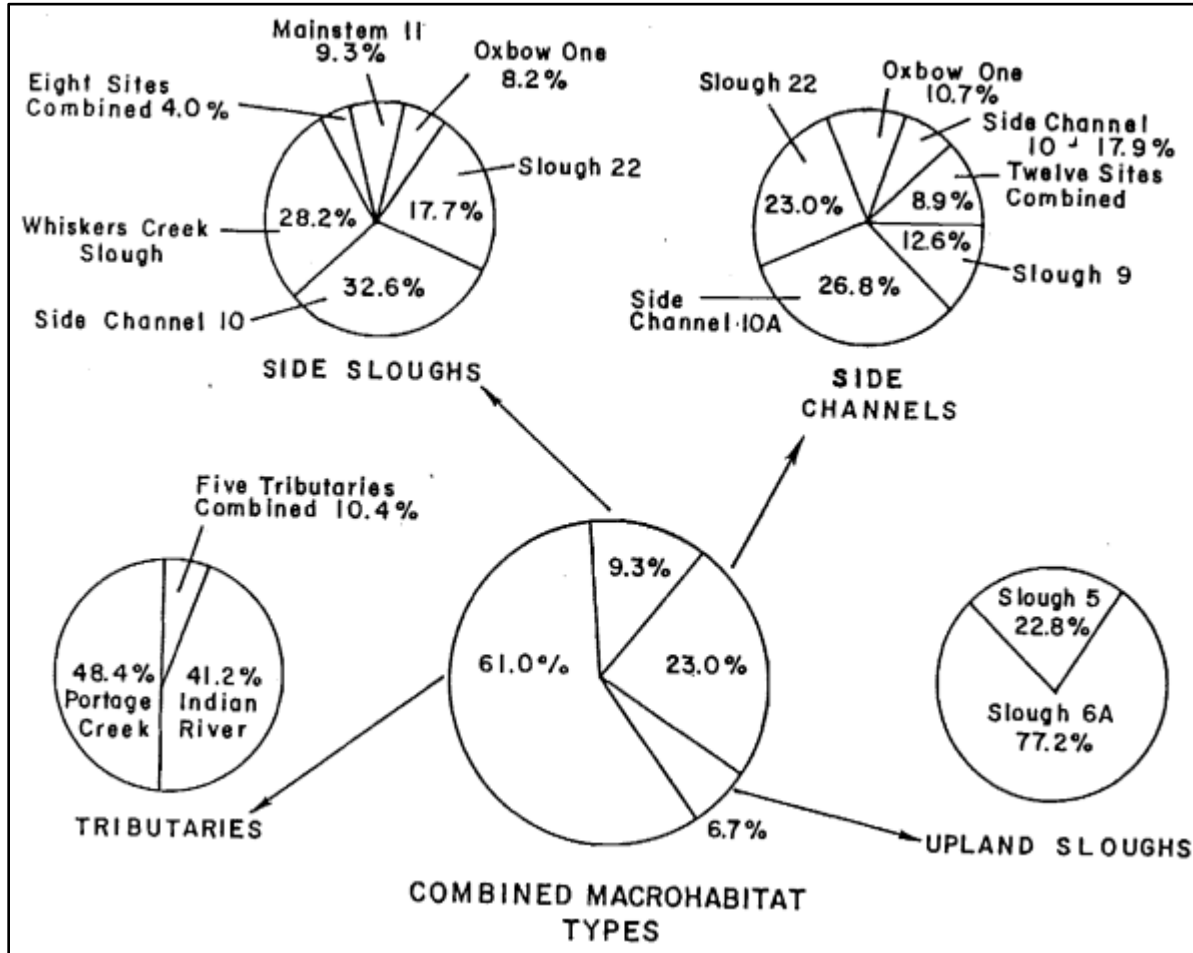 Mainstem 11
9.3%
Oxbow One
8.2%
Eight Sites
Combined 4.0%
Slough 22
17.7%
Whiskers Creek
Slough
28.2%
Side Channel 10
32.6%
SIDE SLOUGHS
Slough 22
23.0%
Oxbow One
10.7%
Side Channel
10 17.9%
Twelve Sites
Combined
8.9%
12.6%
Slough 9
Side
Channel 10A
26.8%
SIDE
CHANNELS
Five Tributaries
Combined 10.4%
48.4%
Portage
Creek
41.2%
Indian
River
TRIBUTARIES
9.3%
61.0%
23.0%
6.7%
COMBINED MACROHABITAT
TYPES
Slough 5
22.8%
Slough 6A
77.2%
UPLAND SLOUGHS